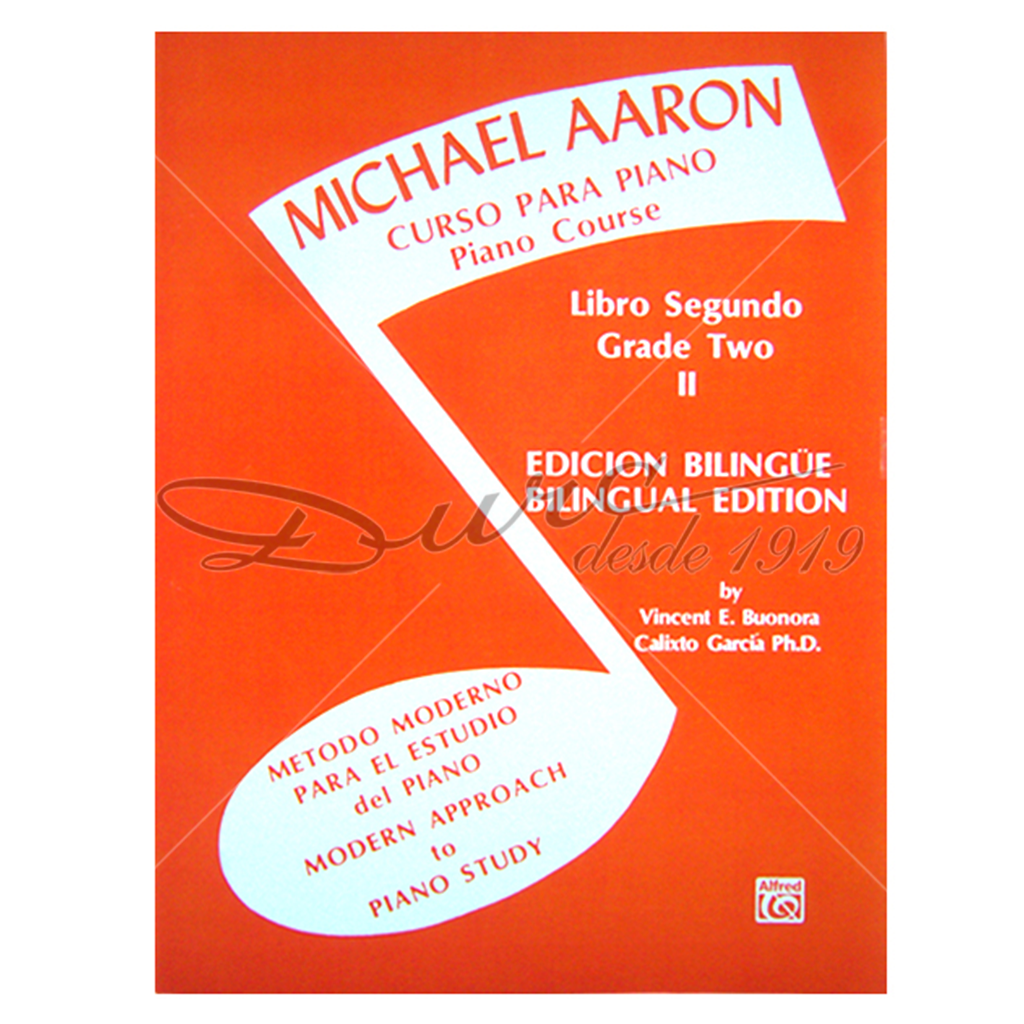 MICHAEL AARON
CURSO PARA PIANO
Piano Course
Libro Segundo
Grade Two
II
EDICION BILINGÜE
BILINGUAL EDITION
Durc
desde 1919
by
Vincent E. Buonora
Calixto García Ph.D.
METODO MODERNO
PARA EL ESTUDIO
del PIANO
MODERN APPROACH
to
PIANO STUDY
Alfred